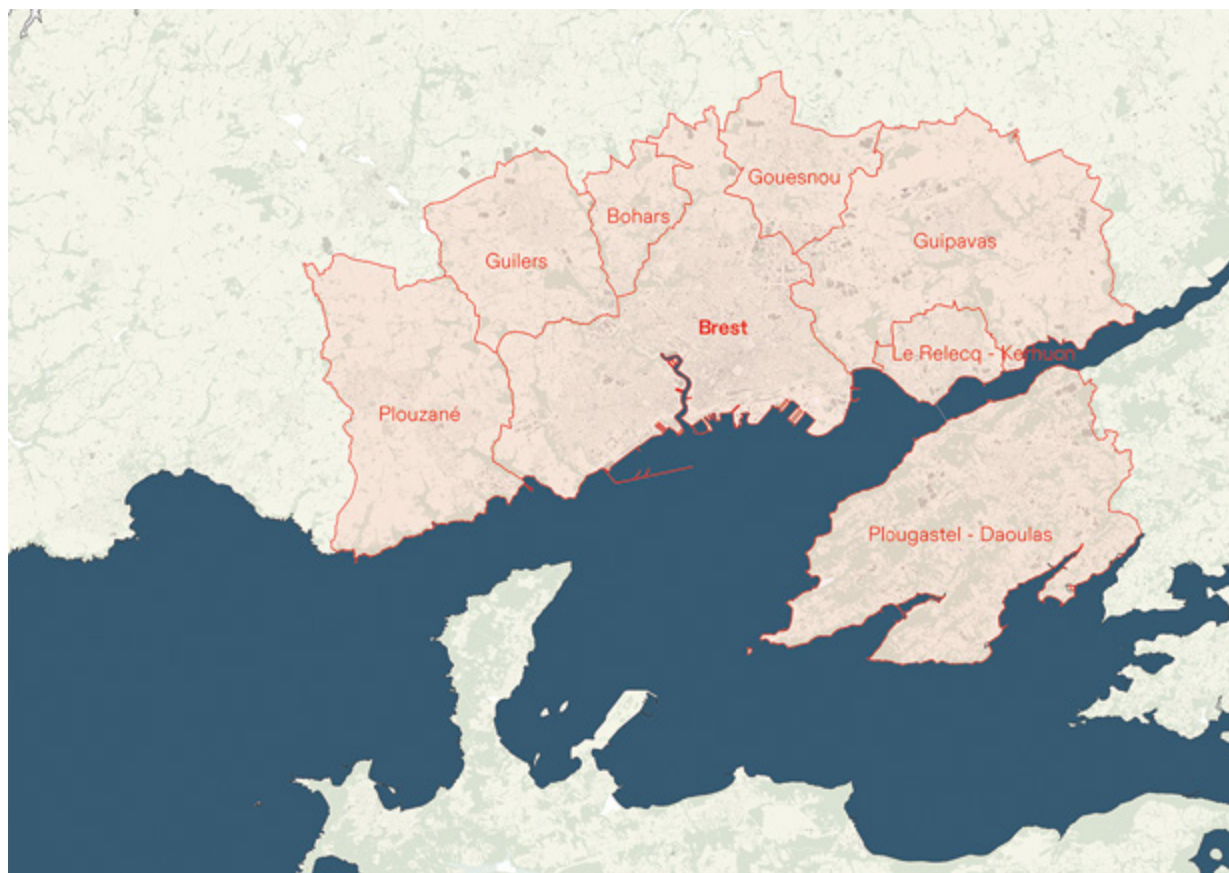 Gouesnou
Bohars
Guipavas
Guilers
Brest
Le Relecq - Kerhuon
Plouzané
Plougastel - Daoulas